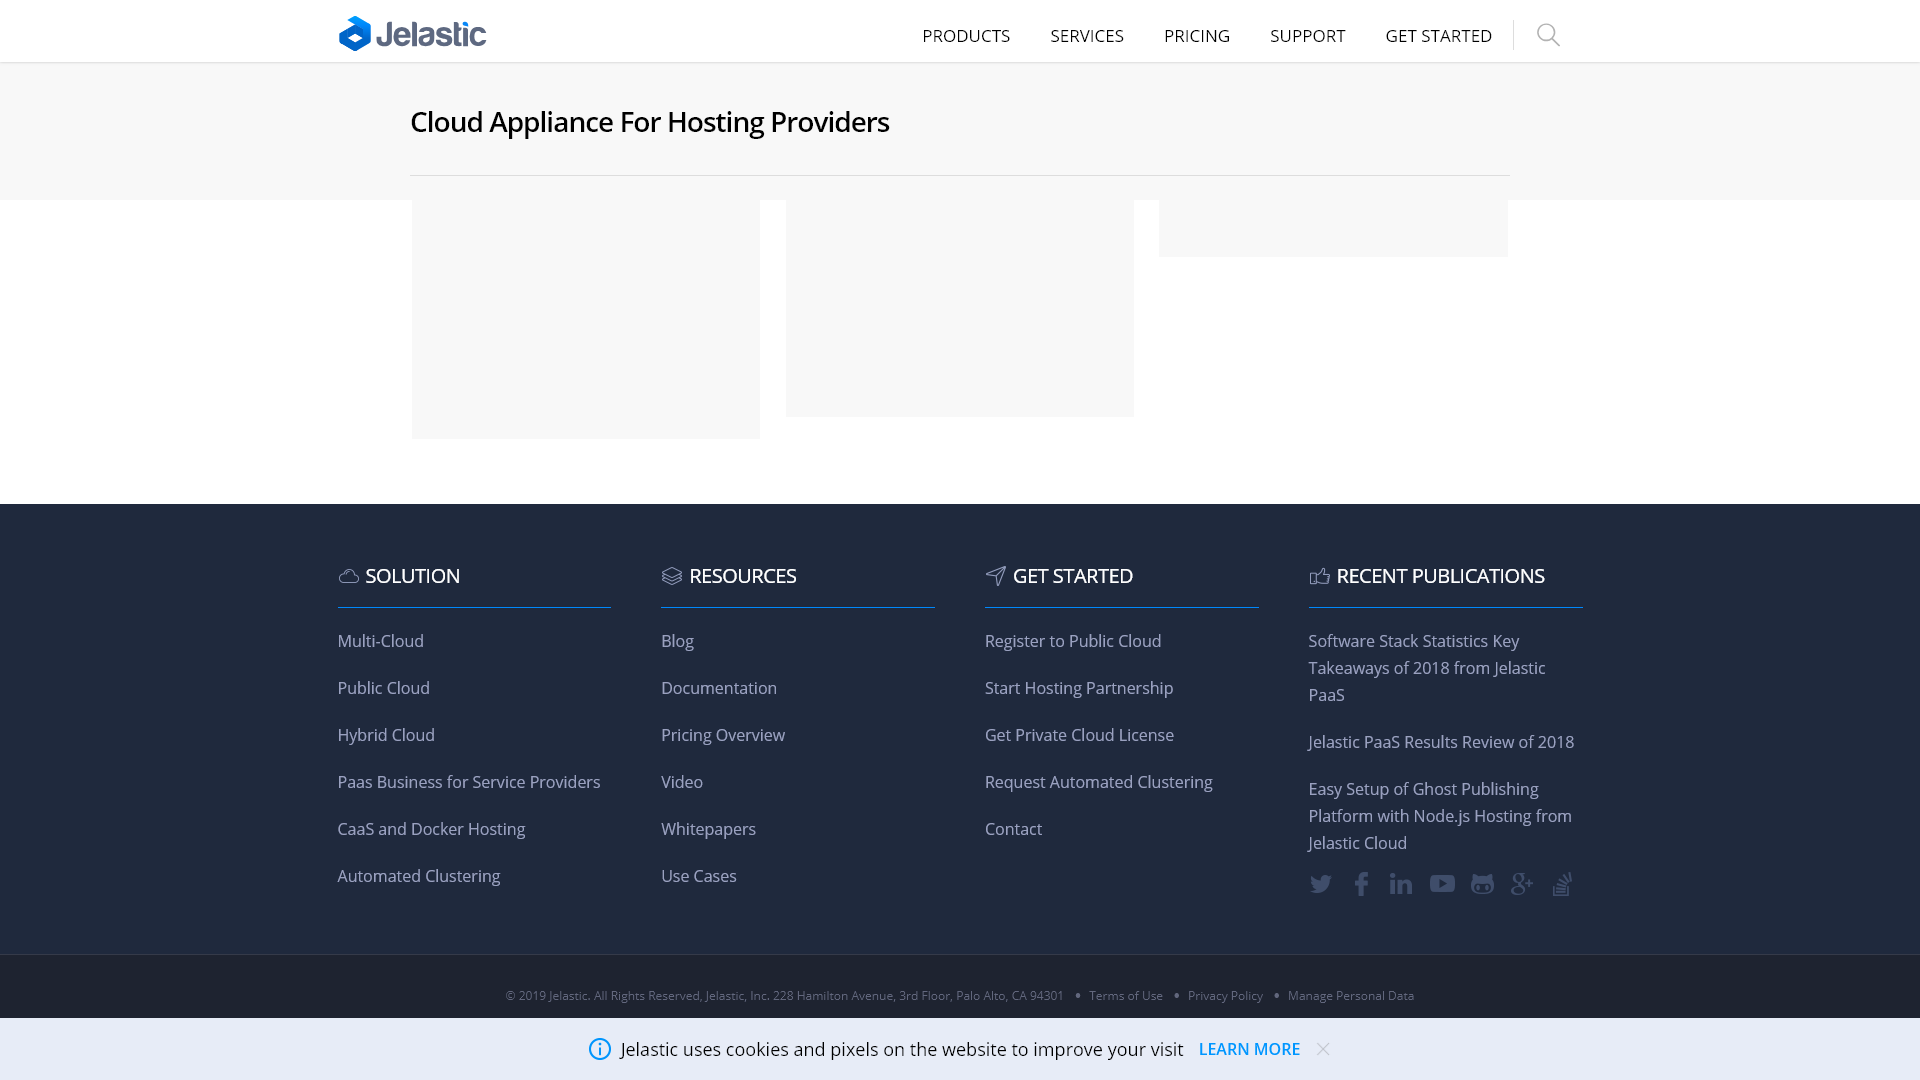 Jelastic
PRODUCTS
SERVICES
PRICING
SUPPORT
GET STARTED
Cloud Appliance For Hosting Providers
SOLUTION
Multi-Cloud
Public Cloud
Hybrid Cloud
Paas Business for Service Providers
CaaS and Docker Hosting
Automated Clustering
RESOURCES
Blog
Documentation
Pricing Overview
Video
Whitepapers
Use Cases
GET STARTED
Register to Public Cloud
Start Hosting Partnership
Get Private Cloud License
Request Automated Clustering
Contact
RECENT PUBLICATIONS
Software Stack Statistics Key
Takeaways of 2018 from Jelastic
PaaS
Jelastic PaaS Results Review of 2018
Easy Setup of Ghost Publishing
Platform with Node.js Hosting from
Jelastic Cloud
© 2019 Jelastic. All Rights Reserved, Jelastic, Inc. 228 Hamilton Avenue, 3rd Floor, Palo Alto, CA 94301 • Terms of Use • Privacy Policy • Manage Personal Data
Jelastic uses cookies and pixels on the website to improve your visit LEARN MORE